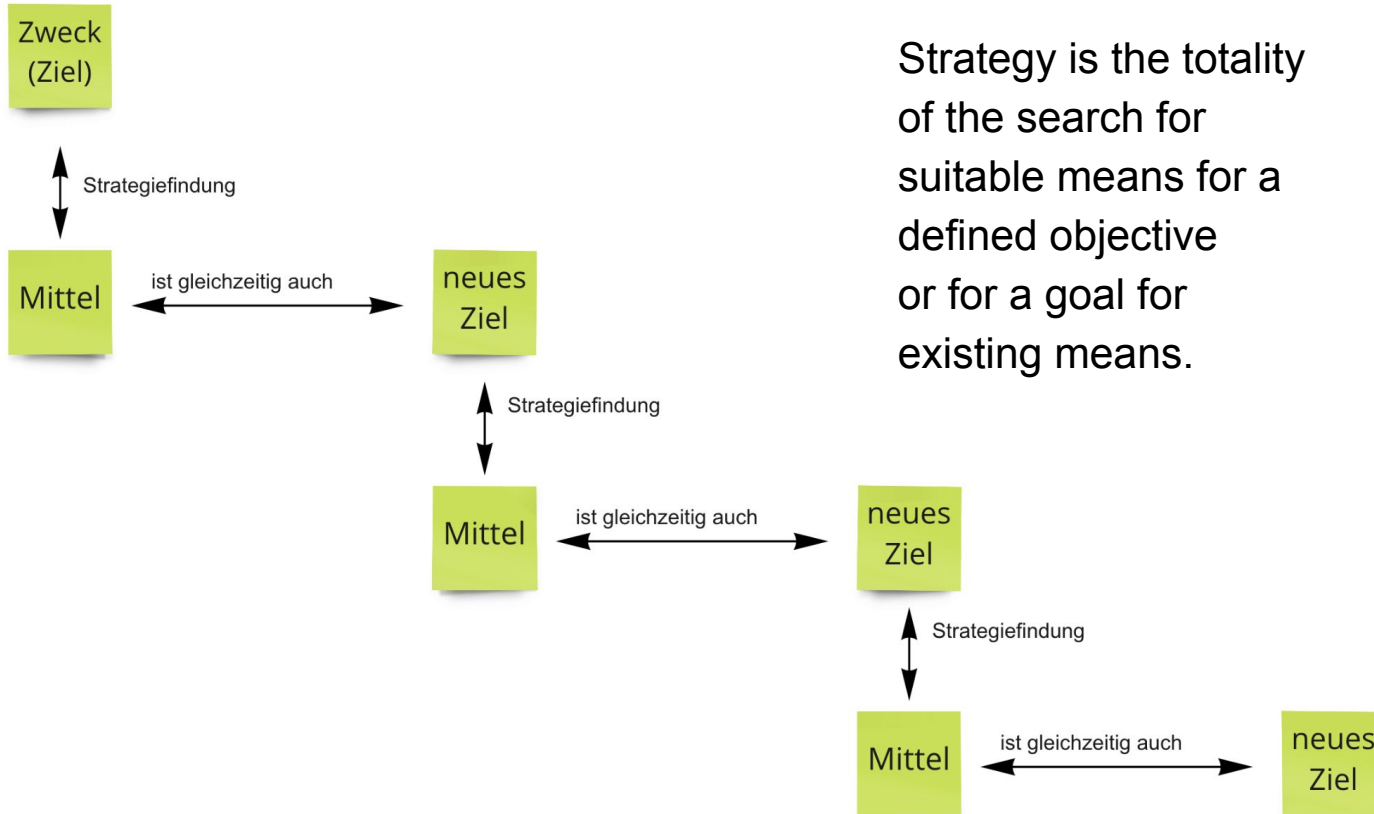 Zweck
(Ziel)
Strategy is the totality
of the search for
suitable means for a
defined objective
or for a goal for
existing means.
Strategiefindung
Mittel
ist gleichzeitig auch
neues
Ziel
Strategiefindung
Mittel
ist gleichzeitig auch
neues
Ziel
Strategiefindung
Mittel
ist gleichzeitig auch
neues
Ziel